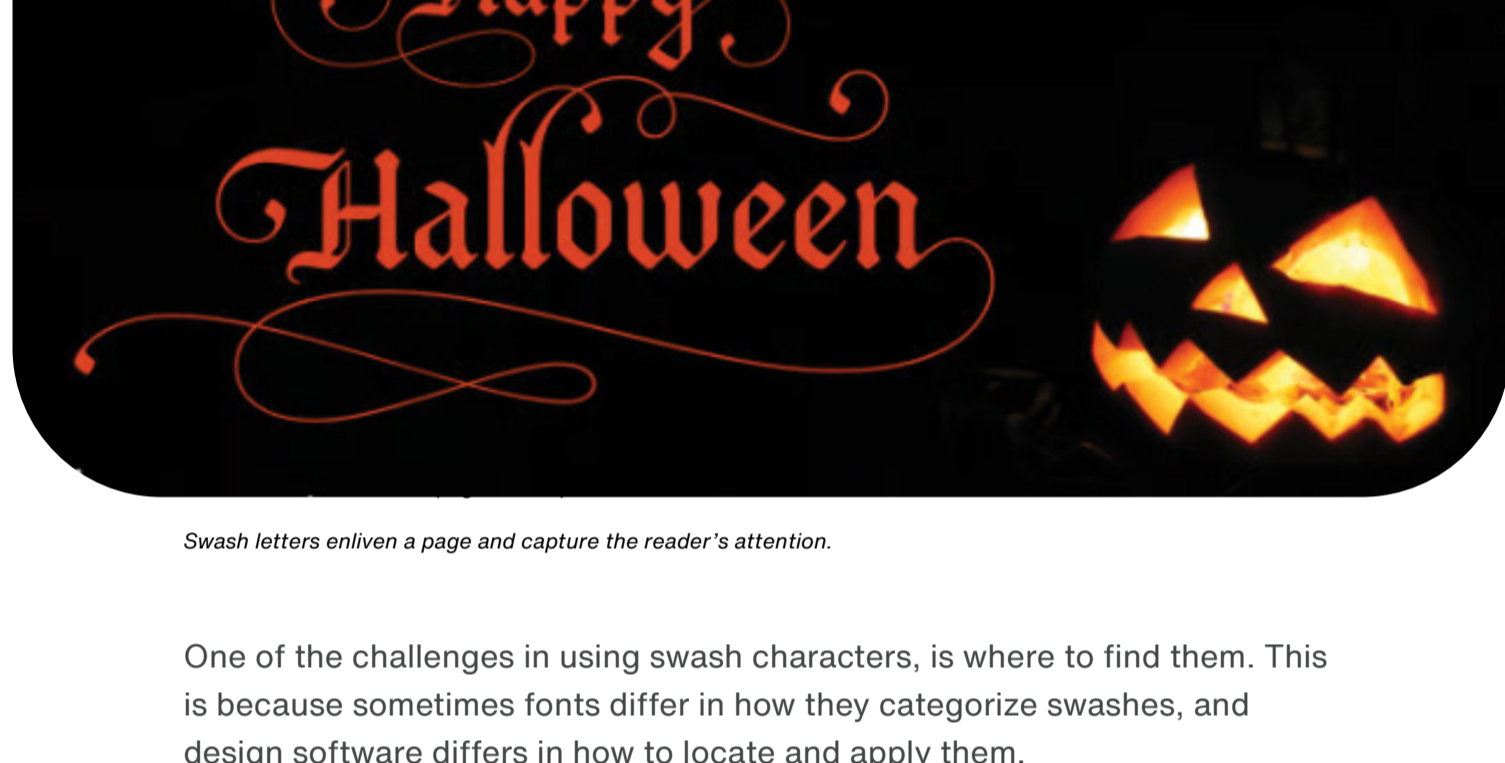 Happy
Halloween
Swash letters enliven a page and capture the reader’s attention.
One of the challenges in using swash characters, is where to find them. This
is because sometimes fonts differ in how they categorize swashes, and
design software differs in how to locate and apply them.